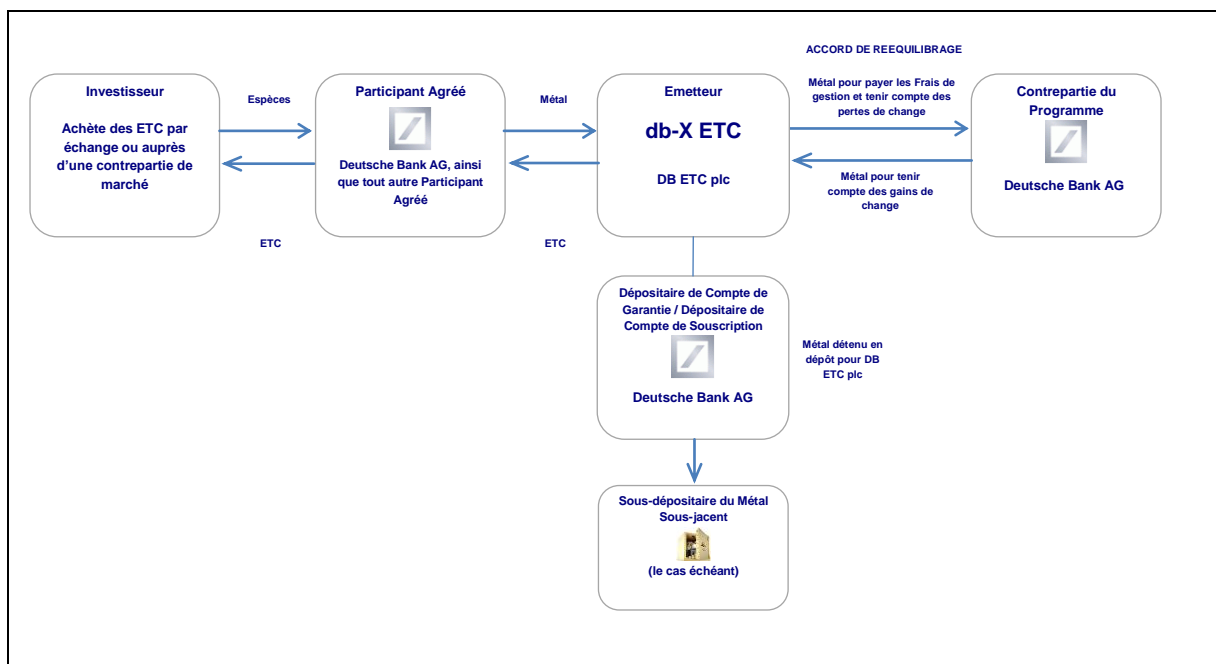 Investisseur
Achète des ETC par
échange ou auprès
d'une contrepartie de
marché
Espèces
ETC
Participant Agréé
Deutsche Bank AG, ainsi
que tout autre Participant
Agréé
Métal
ETC
Emetteur
db-X ETC
DB ETC plc
ACCORD DE REEQUILIBRAGE
Métal pour payer les Frais de
gestion et tenir compte des
pertes de change
Métal pour tenir
compte des gains de
change
Contrepartie du
Programme
Deutsche Bank AG
Dépositaire de Compte de
Garantie / Dépositaire de
Compte de Souscription
Deutsche Bank AG
Métal détenu en
dépôt pour DB
ETC plc
Sous-dépositaire du Métal
Sous-jacent
(le cas échéant)